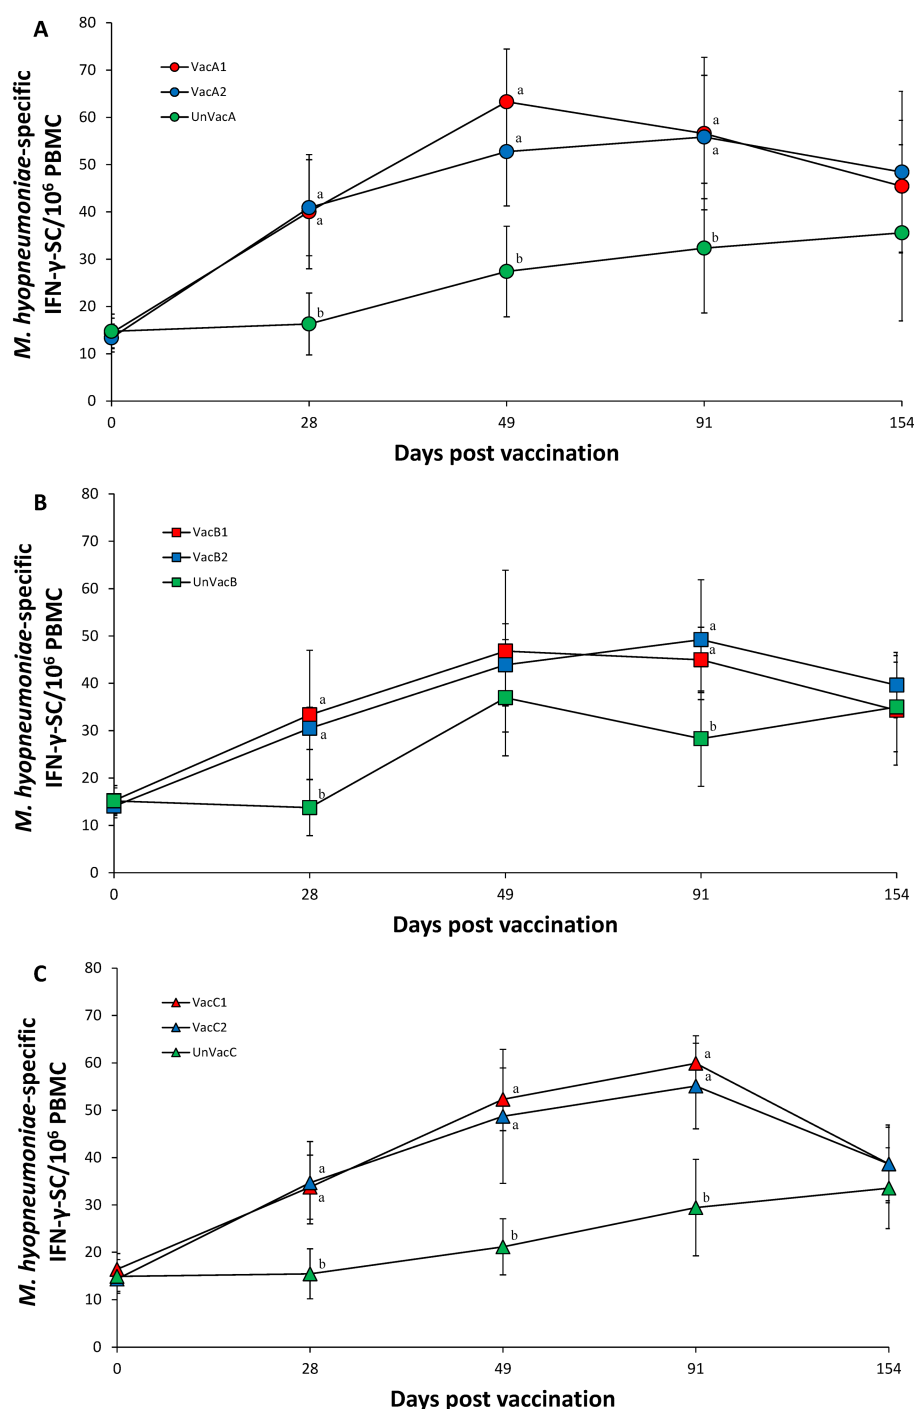 A
80
70
60
50
40
30
20
10
0
M. hyopneumoniae-specific
IFN-γ-SC/10⁶ PBMC
VacA1
VacA2
UnVacA
a
a
b
a
a
b
a
a
b
0 28 49 91 154
Days post vaccination
B
80
70
60
50
40
30
20
10
0
M. hyopneumoniae-specific
IFN-γ-SC/10⁶ PBMC
VacB1
VacB2
UnVacB
a
a
b
a
a
b
0 28 49 91 154
Days post vaccination
C
80
70
60
50
40
30
20
10
0
M. hyopneumoniae-specific
IFN-γ-SC/10⁶ PBMC
VacC1
VacC2
UnVacC
a
a
b
a
a
b
a
a
b
0 28 49 91 154
Days post vaccination